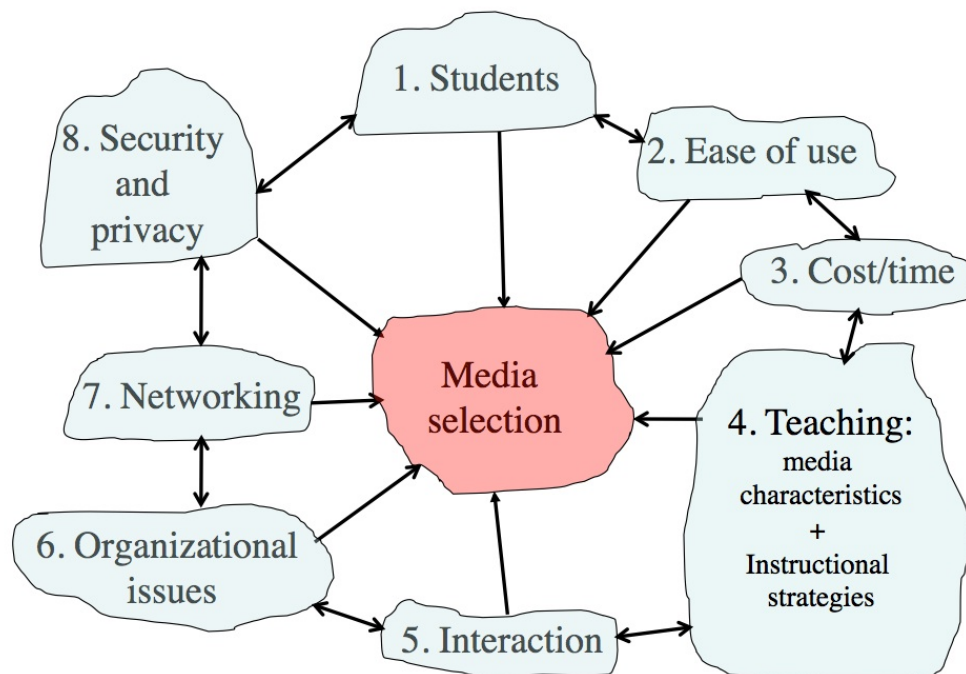 1. Students
2. Ease of use
3. Cost/time
4. Teaching:
media
characteristics
+
Instructional
strategies
5. Interaction
6. Organizational
issues
7. Networking
8. Security
and
privacy
Media
selection